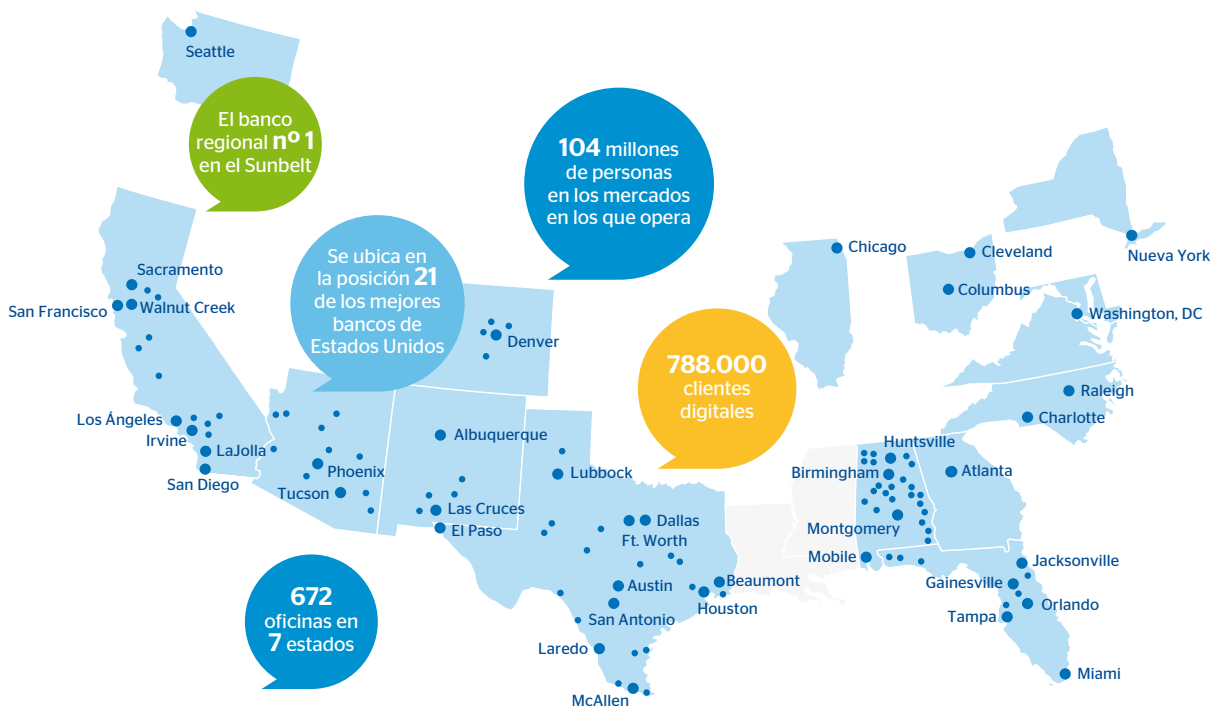 Seattle
El banco
regional nº 1
en el Sunbelt
104 millones
de personas
en los mercados
en los que opera
Se ubica en
la posición 21
de los mejores
bancos de
Estados Unidos
788.000
clientes
digitales
672
oficinas en
7 estados
Sacramento
San Francisco
Walnut Creek
Los Ángeles
Irvine
LaJolla
San Diego
Phoenix
Tucson
Denver
Albuquerque
Las Cruces
El Paso
Lubbock
Dallas
Ft. Worth
Austin
San Antonio
Beaumont
Houston
Laredo
McAllen
Chicago
Cleveland
Columbus
Nueva York
Washington, DC
Raleigh
Charlotte
Huntsville
Birmingham
Atlanta
Montgomery
Mobile
Jacksonville
Gainesville
Orlando
Tampa
Miami